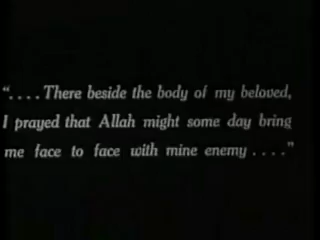 “. . . . There beside the body of my beloved,
I prayed that Allah might some day bring
me face to face with mine enemy . . . .”